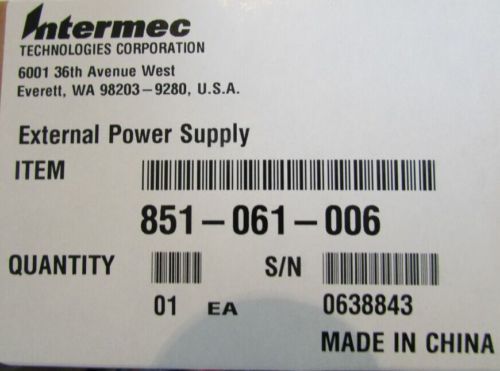 Intermec
TECHNOLOGIES CORPORATION
6001 36th Avenue West
Everett, WA 98203-9280, U.S.A.
External Power Supply
ITEM
851-061-006
QUANTITY S/N
01 EA 0638843
MADE IN CHINA